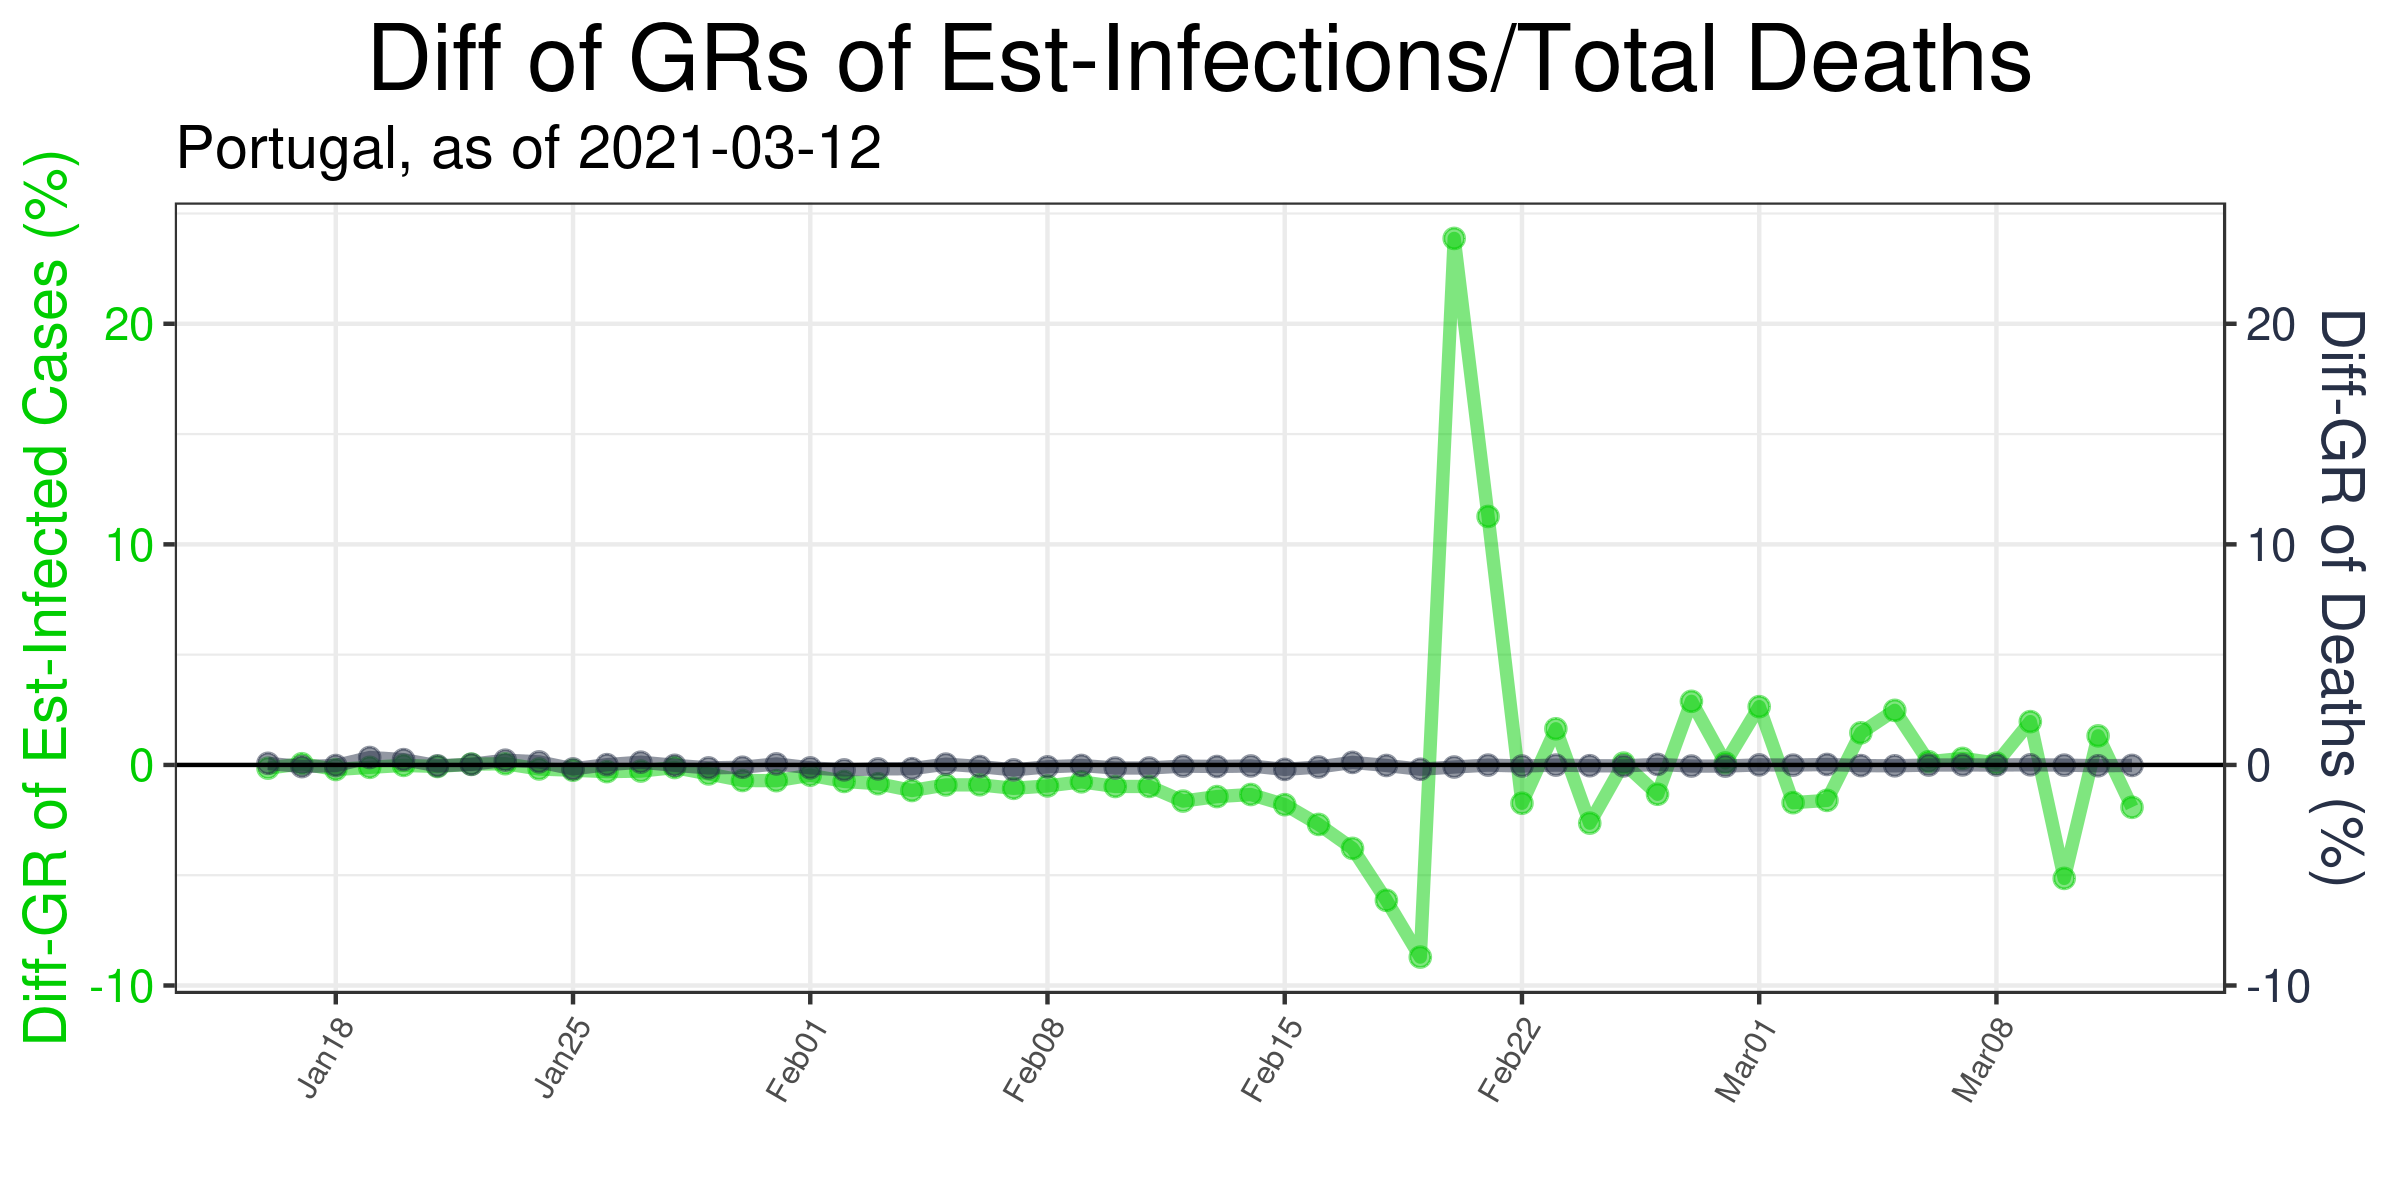 Diff of GRs of Est-Infections/Total Deaths
Portugal, as of 2021-03-12
Diff-GR of Est-Infected Cases (%)
20
10
0
-10
20
10
0
-10
Diff-GR of Deaths (%)
Jan18
Jan25
Feb01
Feb08
Feb15
Feb22
Mar01
Mar08